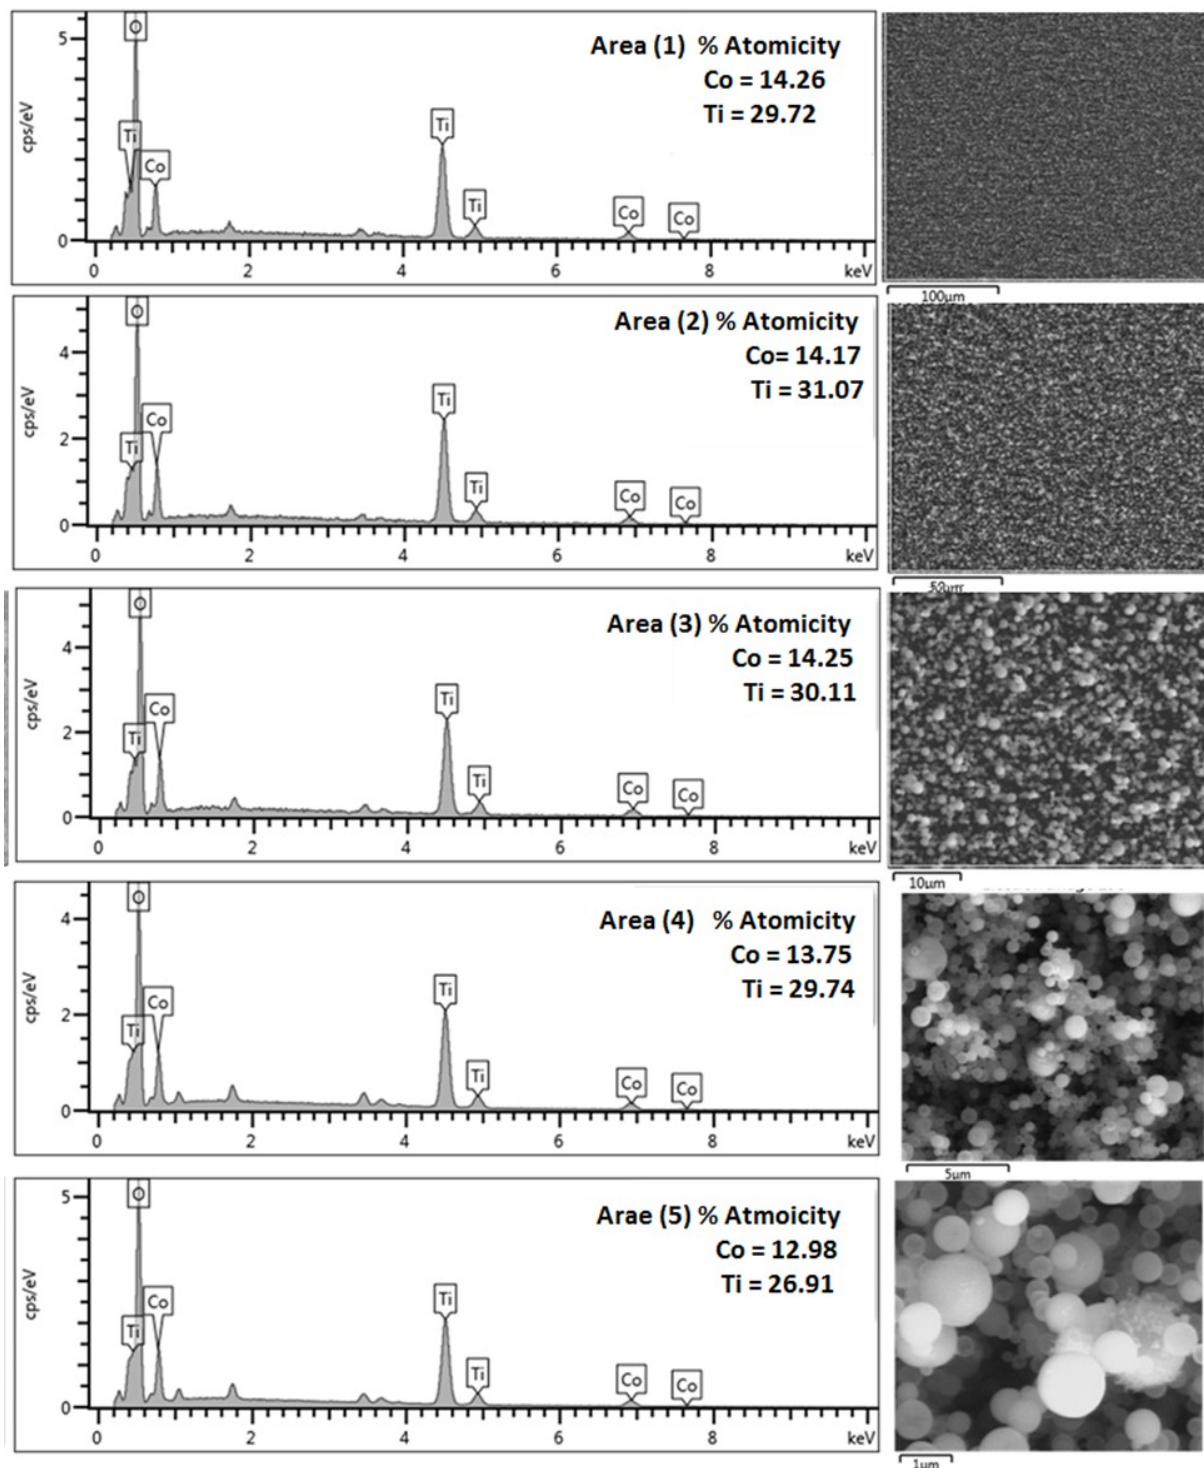 5
0
cps/eV
O
Ti
Co
Ti
Ti
Co
Co
Area (1) % Atomicity
Co = 14.26
Ti = 29.72
0 2 4 6 8 keV
100µm
4
2
0
cps/eV
O
Ti
Co
Ti
Ti
Co
Co
Area (2) % Atomicity
Co= 14.17
Ti = 31.07
0 2 4 6 8 keV
50µm
4
2
0
cps/eV
O
Ti
Co
Ti
Ti
Co
Co
Area (3) % Atomicity
Co = 14.25
Ti = 30.11
0 2 4 6 8 keV
10µm
4
2
0
cps/eV
O
Ti
Co
Ti
Ti
Co
Co
Area (4) % Atomicity
Co = 13.75
Ti = 29.74
0 2 4 6 8 keV
5µm
5
0
cps/eV
O
Ti
Co
Ti
Ti
Co
Co
Arae (5) % Atmoicity
Co = 12.98
Ti = 26.91
0 2 4 6 8 keV
1µm